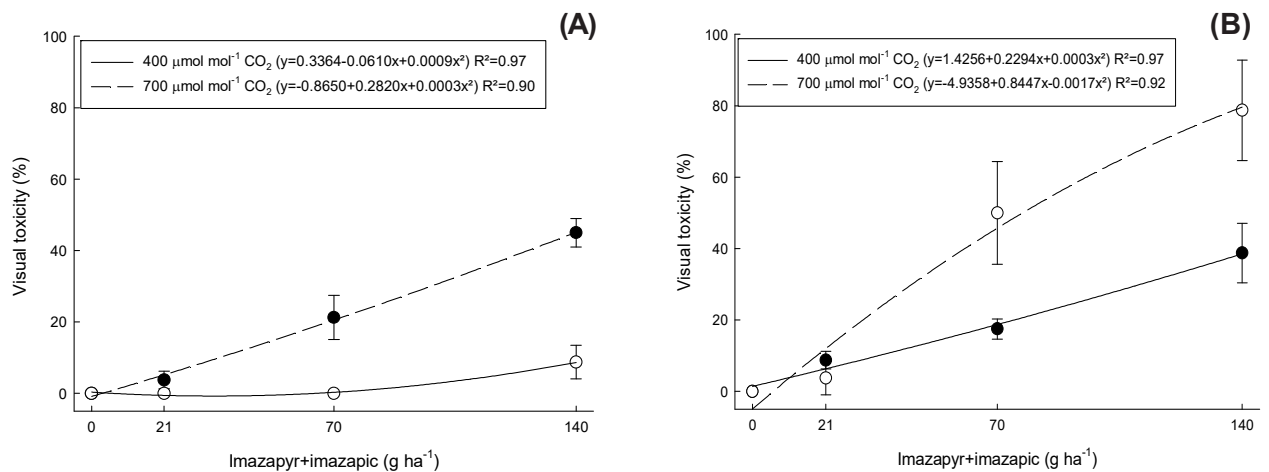 (A)
100
80
60
40
20
0
Visual toxicity (%)
400 µmol mol⁻¹ CO₂ (y=0.3364-0.0610x+0.0009x²) R²=0.97
700 µmol mol⁻¹ CO₂ (y=-0.8650+0.2820x+0.0003x²) R²=0.90
0 21 70 140
Imazapyr+imazapic (g ha⁻¹)
(B)
100
80
60
40
20
0
Visual toxicity (%)
400 µmol mol⁻¹ CO₂ (y=1.4256+0.2294x+0.0003x²) R²=0.97
700 µmol mol⁻¹ CO₂ (y=-4.9358+0.8447x-0.0017x²) R²=0.92
0 21 70 140
Imazapyr+imazapic (g ha⁻¹)